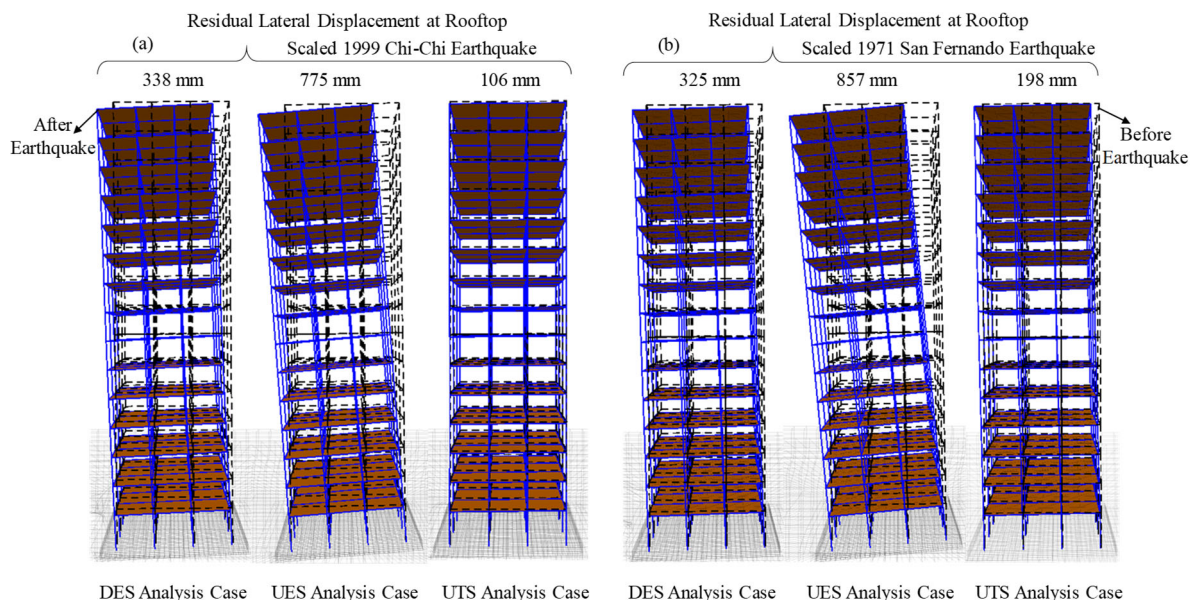 Residual Lateral Displacement at Rooftop
(a)
Scaled 1999 Chi-Chi Earthquake
338 mm
775 mm
106 mm
After
Earthquake
DES Analysis Case
UES Analysis Case
UTS Analysis Case
Residual Lateral Displacement at Rooftop
(b)
Scaled 1971 San Fernando Earthquake
325 mm
857 mm
198 mm
Before
Earthquake
DES Analysis Case
UES Analysis Case
UTS Analysis Case